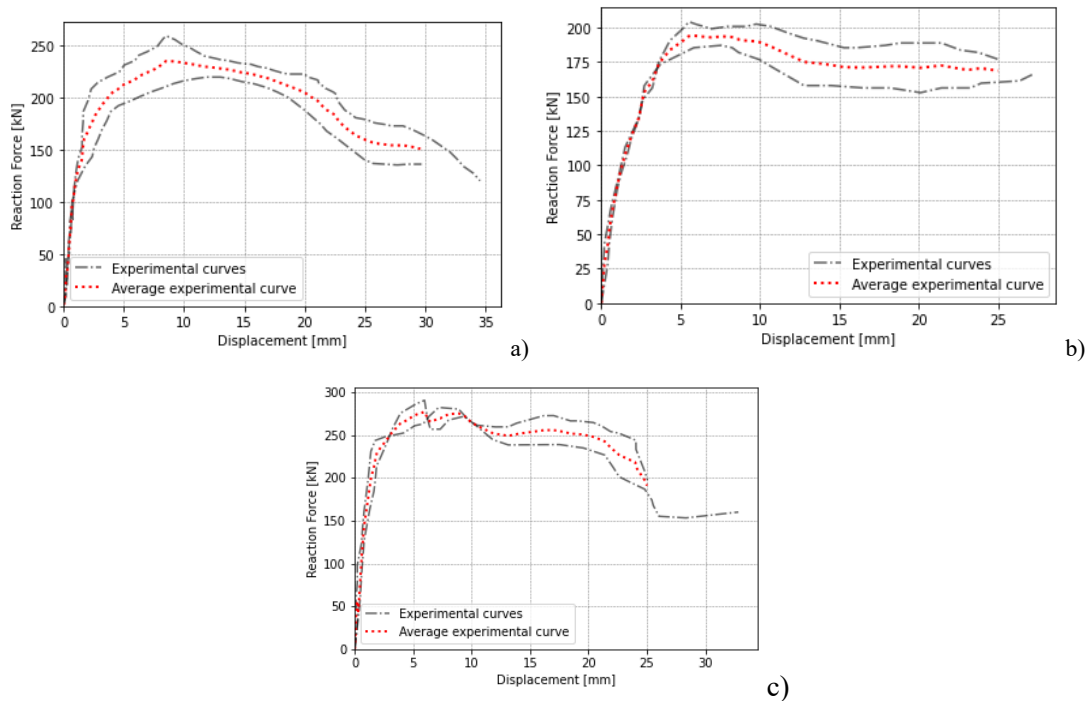 250
200
150
100
50
0
Reaction Force [kN]
Experimental curves
Average experimental curve
0 5 10 15 20 25 30 35
Displacement [mm]
a)
200
175
150
125
100
75
50
25
0
Reaction Force [kN]
Experimental curves
Average experimental curve
0 5 10 15 20 25
Displacement [mm]
b)
300
250
200
150
100
50
0
Reaction Force [kN]
Experimental curves
Average experimental curve
0 5 10 15 20 25 30
Displacement [mm]
c)